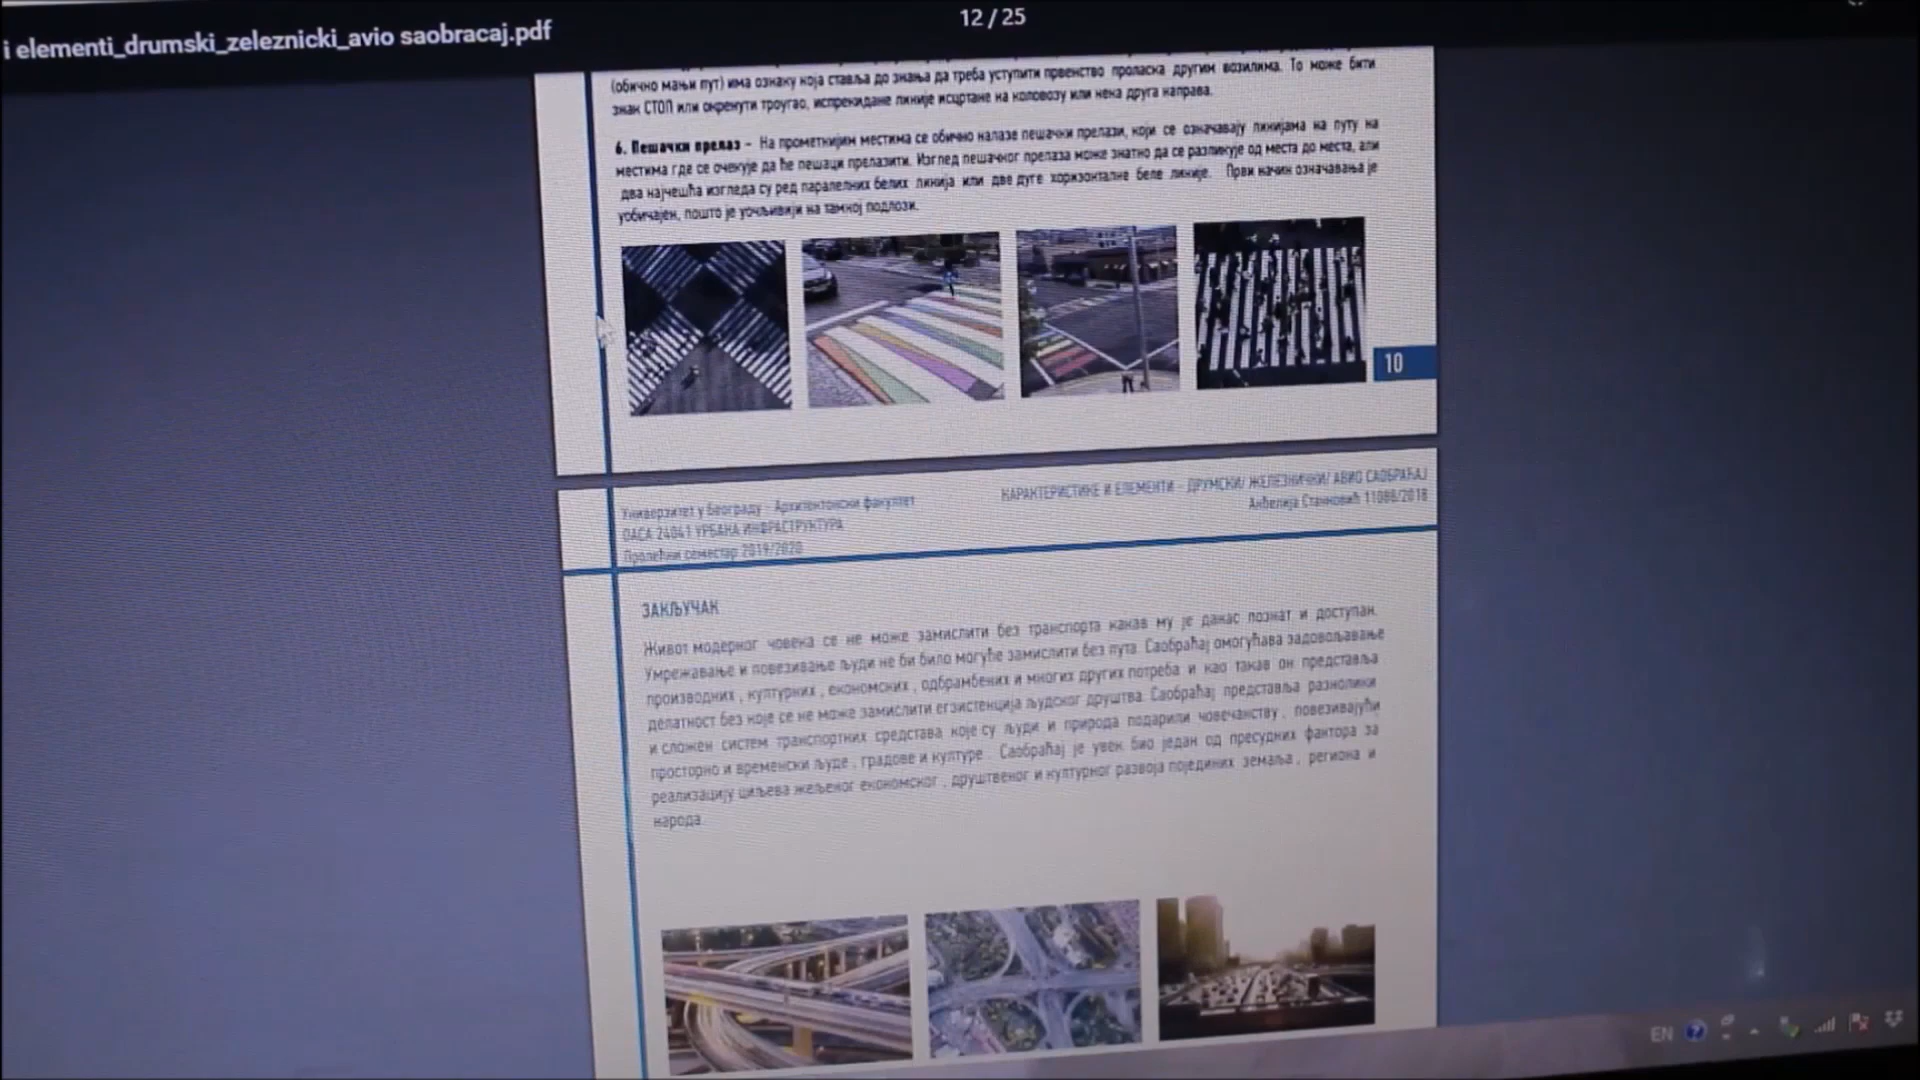 12 / 25
i elementi_drumski_zeleznicki_avio saobracaj.pdf
(обично мањи пут) има ознаку која ставља до знања да треба уступити првенство проласка другим возилима. То може бити
знак СТОП или окренути троугао, испрекидане линије исцртане на коловозу или нека друга направа.
6. Пешачки прелаз – На прометнијим местима се обично налазе пешачки прелази, који се означавају линијама на путу на
местима где се очекује да ће пешаци прелазити. Изглед пешачког прелаза може знатно да се разликује од места до места, али
два најчешћа изгледа су ред паралелних белих линија или две дуге хоризонталне беле линије. Први начин означавања је
уобичајен, пошто је уочљивији на тамној подлози.
10
Универзитет у Београду - Архитектонски факултет
ОАСА 24041 УРБАНА ИНФРАСТРУКТУРА
Пролећни семестар 2019/2020
КАРАКТЕРИСТИКЕ И ЕЛЕМЕНТИ - ДРУМСКИ/ ЖЕЛЕЗНИЧКИ/ АВИО САОБРАЋАЈ
Анђелија Станковић 11086/2018
ЗАКЉУЧАК
Живот модерног човека се не може замислити без транспорта какав му је данас познат и доступан.
Умрежавање и повезивање људи не би било могуће замислити без пута. Саобраћај омогућава задовољавање
производних , културних , економских , одбрамбених и многих других потреба и као такав он представља
делатност без које се не може замислити егзистенција људског друштва. Саобраћај представља разнолики
и сложен систем транспортних средстава које су људи и природа подарили човечанству , повезивајући
просторно и временски људе , градове и културе . Саобраћај је увек био један од пресудних фактора за
реализацију циљева жељеног економског , друштвеног и културног развоја појединих земаља , региона и
народа.
EN